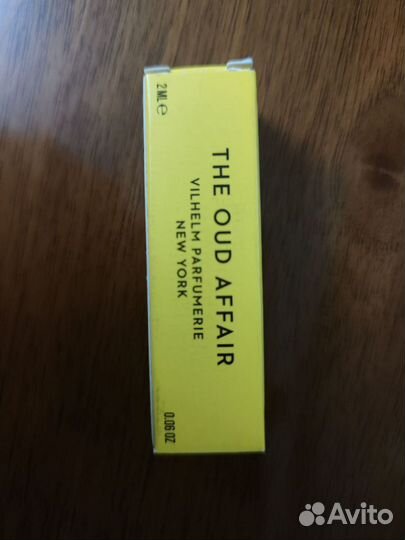 2 ML ℮
THE OUD AFFAIR
VILHELM PARFUMERIE
NEW YORK
0.06 OZ
Avito